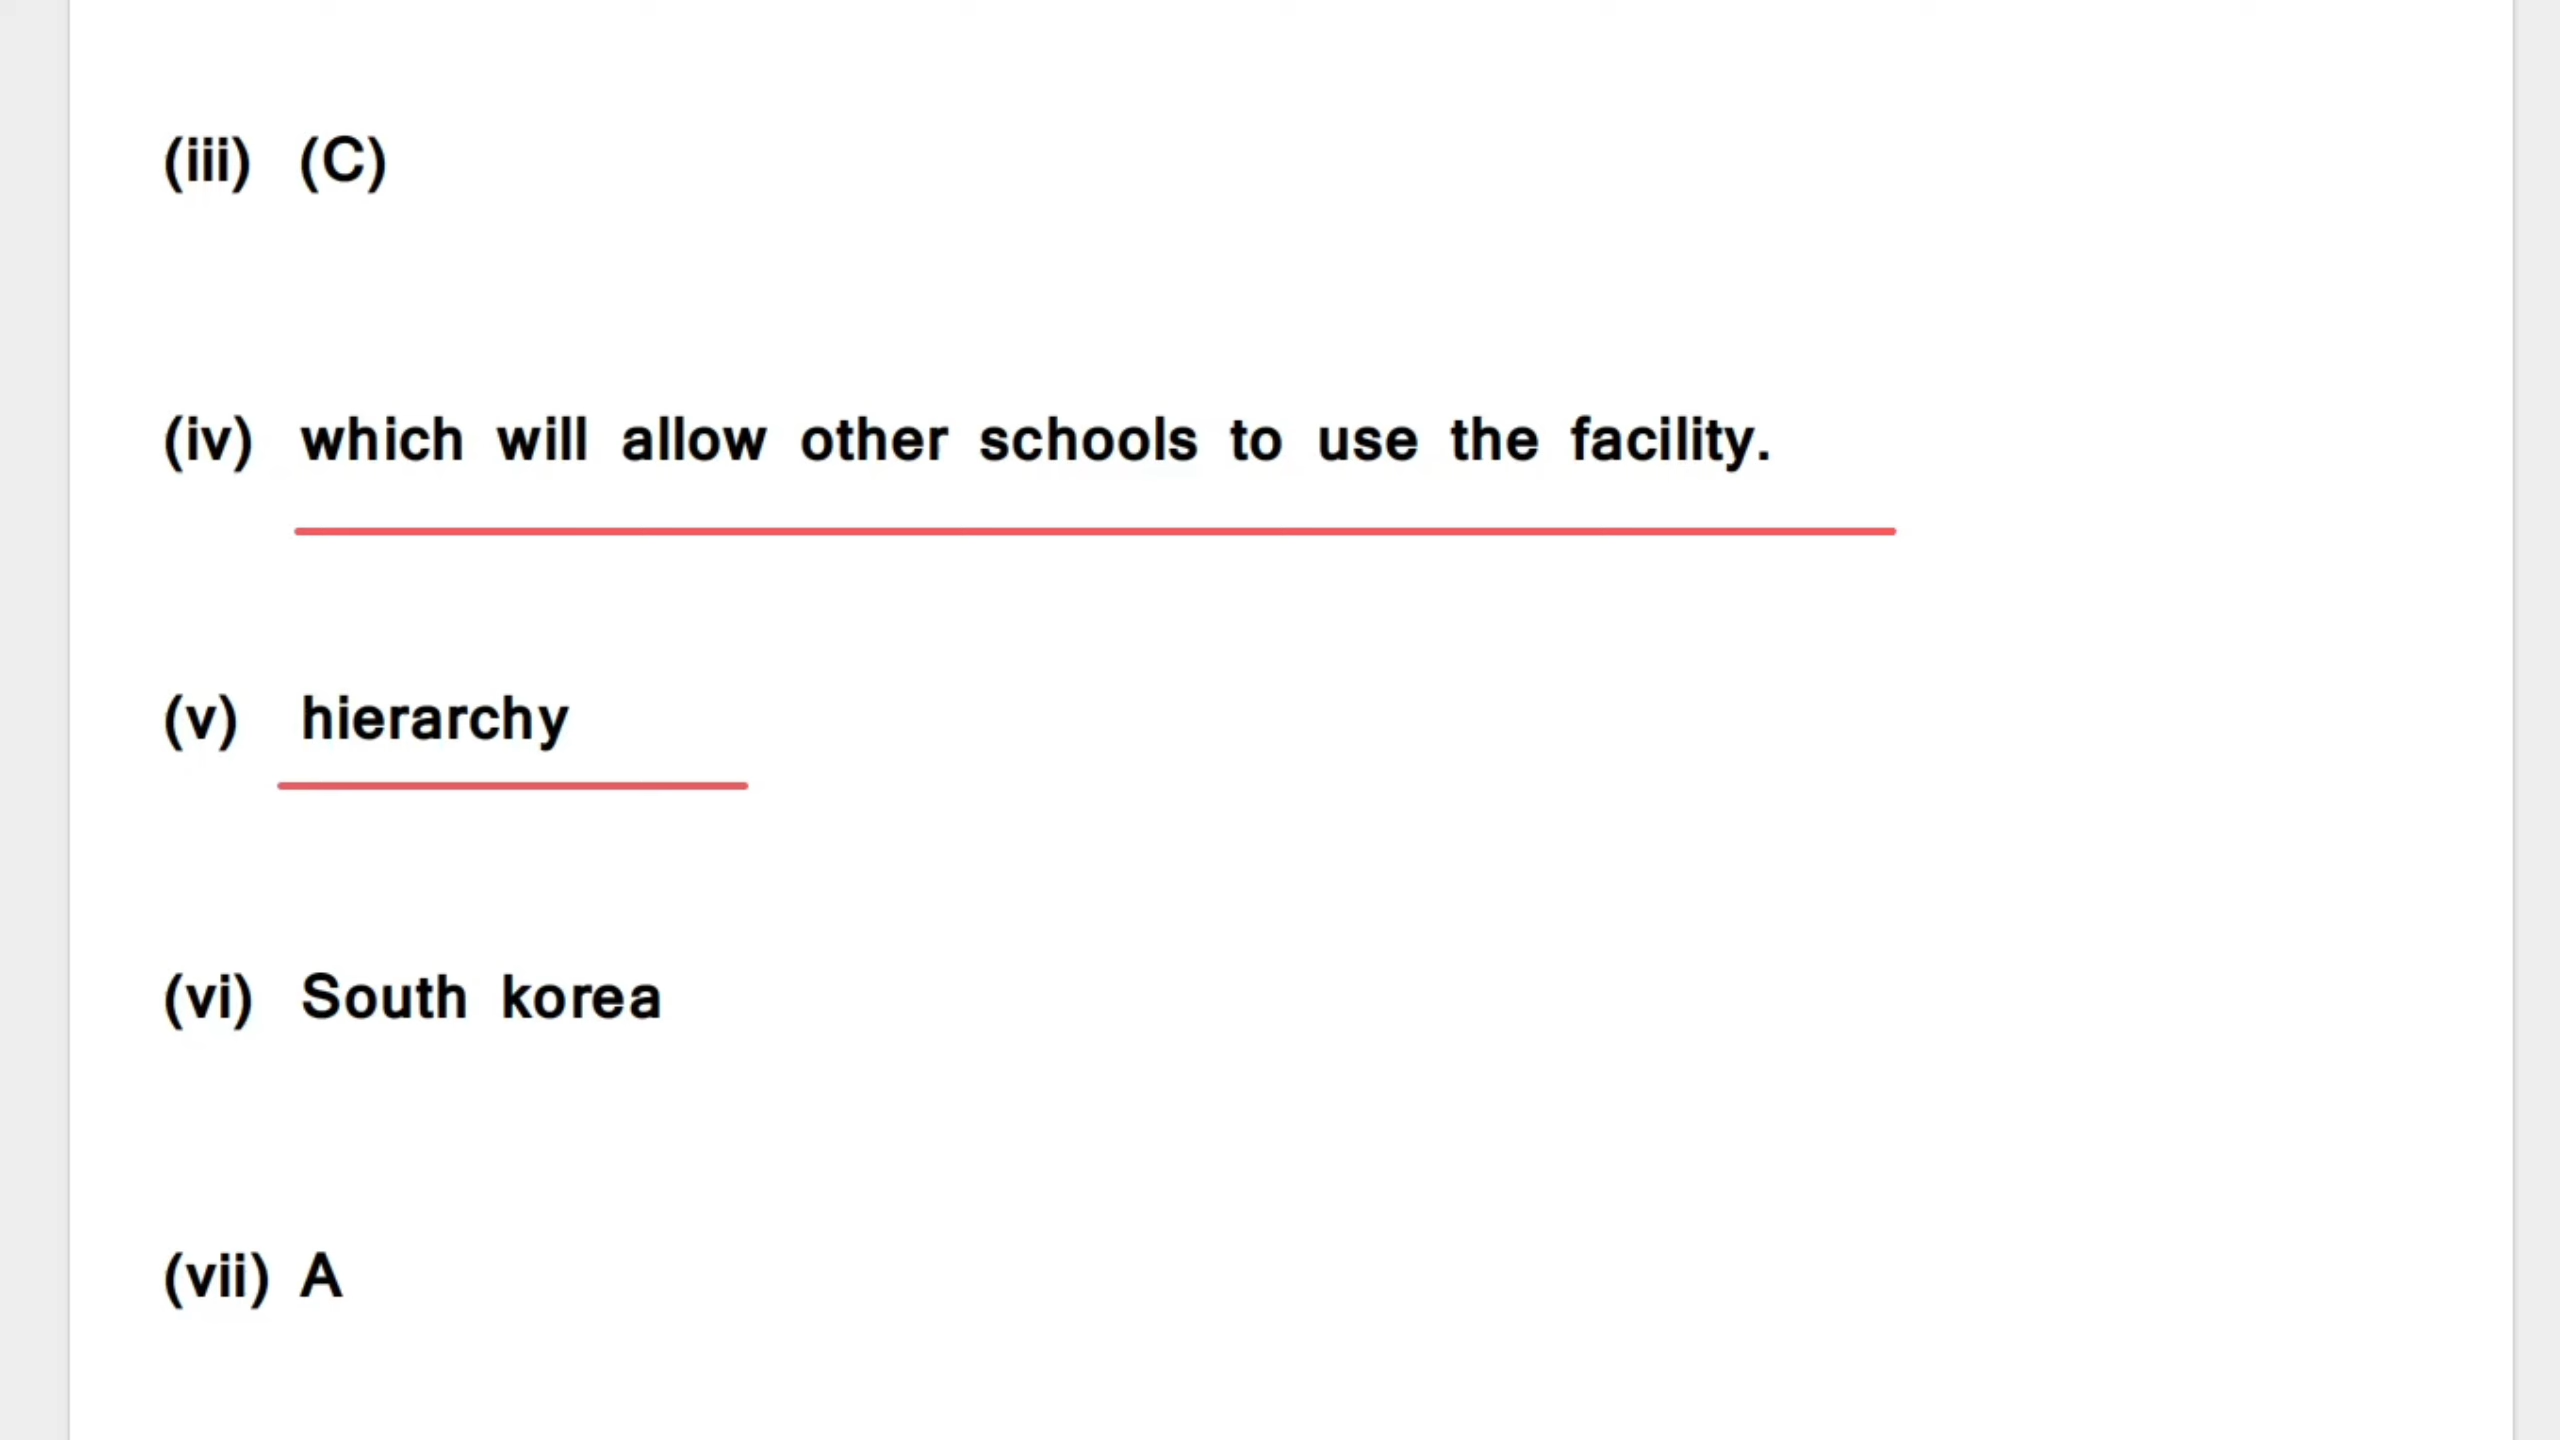 (iii) (C)
(iv) which will allow other schools to use the facility.
(v) hierarchy
(vi) South korea
(vii) A